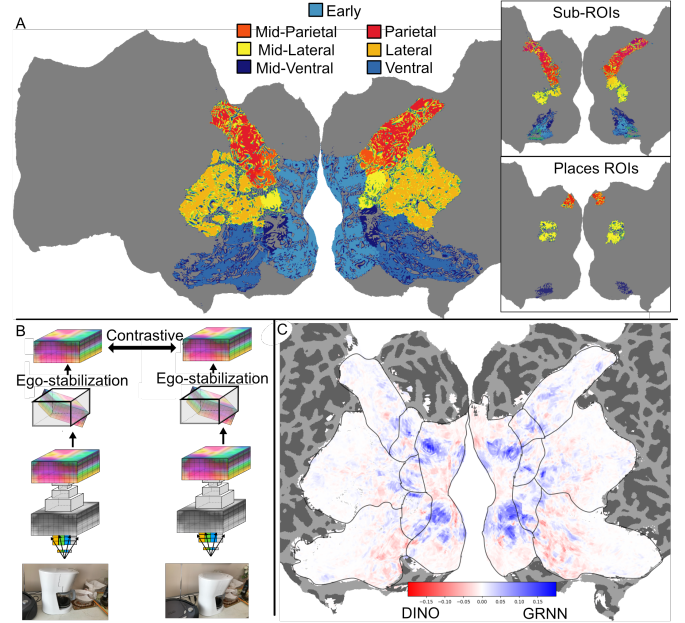 A
Early
Mid-Parietal
Parietal
Mid-Lateral
Lateral
Mid-Ventral
Ventral
Sub-ROIs
Places ROIs
B
Contrastive
Ego-stabilization
Ego-stabilization
C
−0.15 −0.10 −0.05 0.00 0.05 0.10 0.15
DINO
GRNN